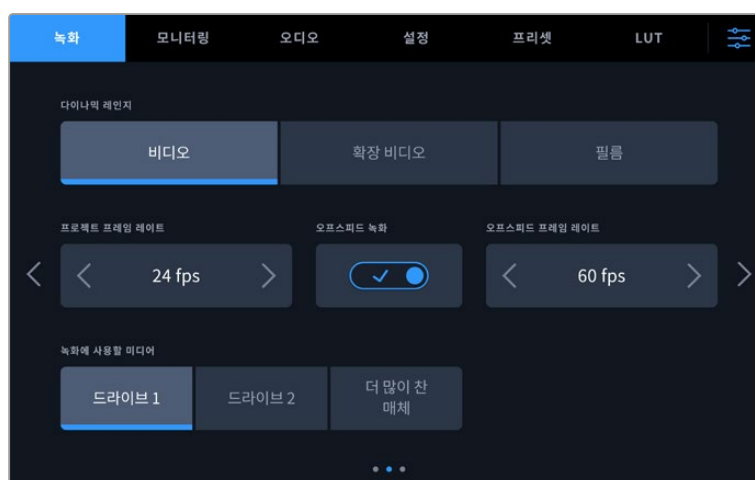 녹화 모니터링 오디오 설정 프리셋 LUT
다이나믹 레인지
비디오 확장 비디오 필름
프로젝트 프레임 레이트 오프스피드 녹화 오프스피드 프레임 레이트
24 fps 60 fps
녹화에 사용할 미디어
드라이브 1 드라이브 2 더 많이 찬
매체